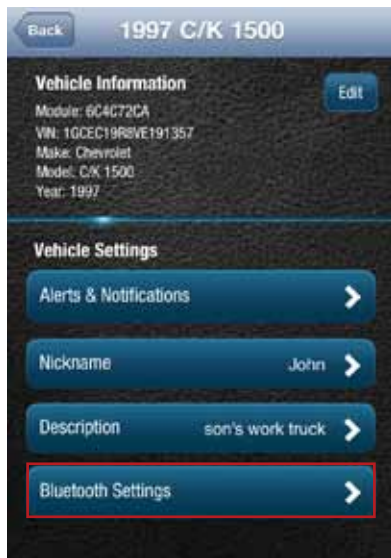 Back 1997 C/K 1500
Vehicle Information
Edit
Module: 6C4C72CA
VIN: 1GCEC19R8VE191357
Make: Chevrolet
Model: C/K 1500
Year: 1997
Vehicle Settings
Alerts & Notifications
Nickname John
Description son's work truck
Bluetooth Settings